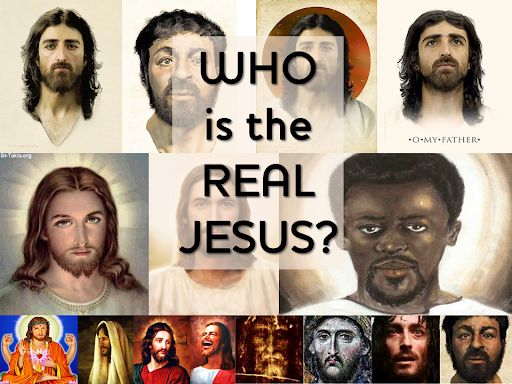 WHO
is the
REAL
JESUS?
•O•MY•FATHER•
St-Takla.org